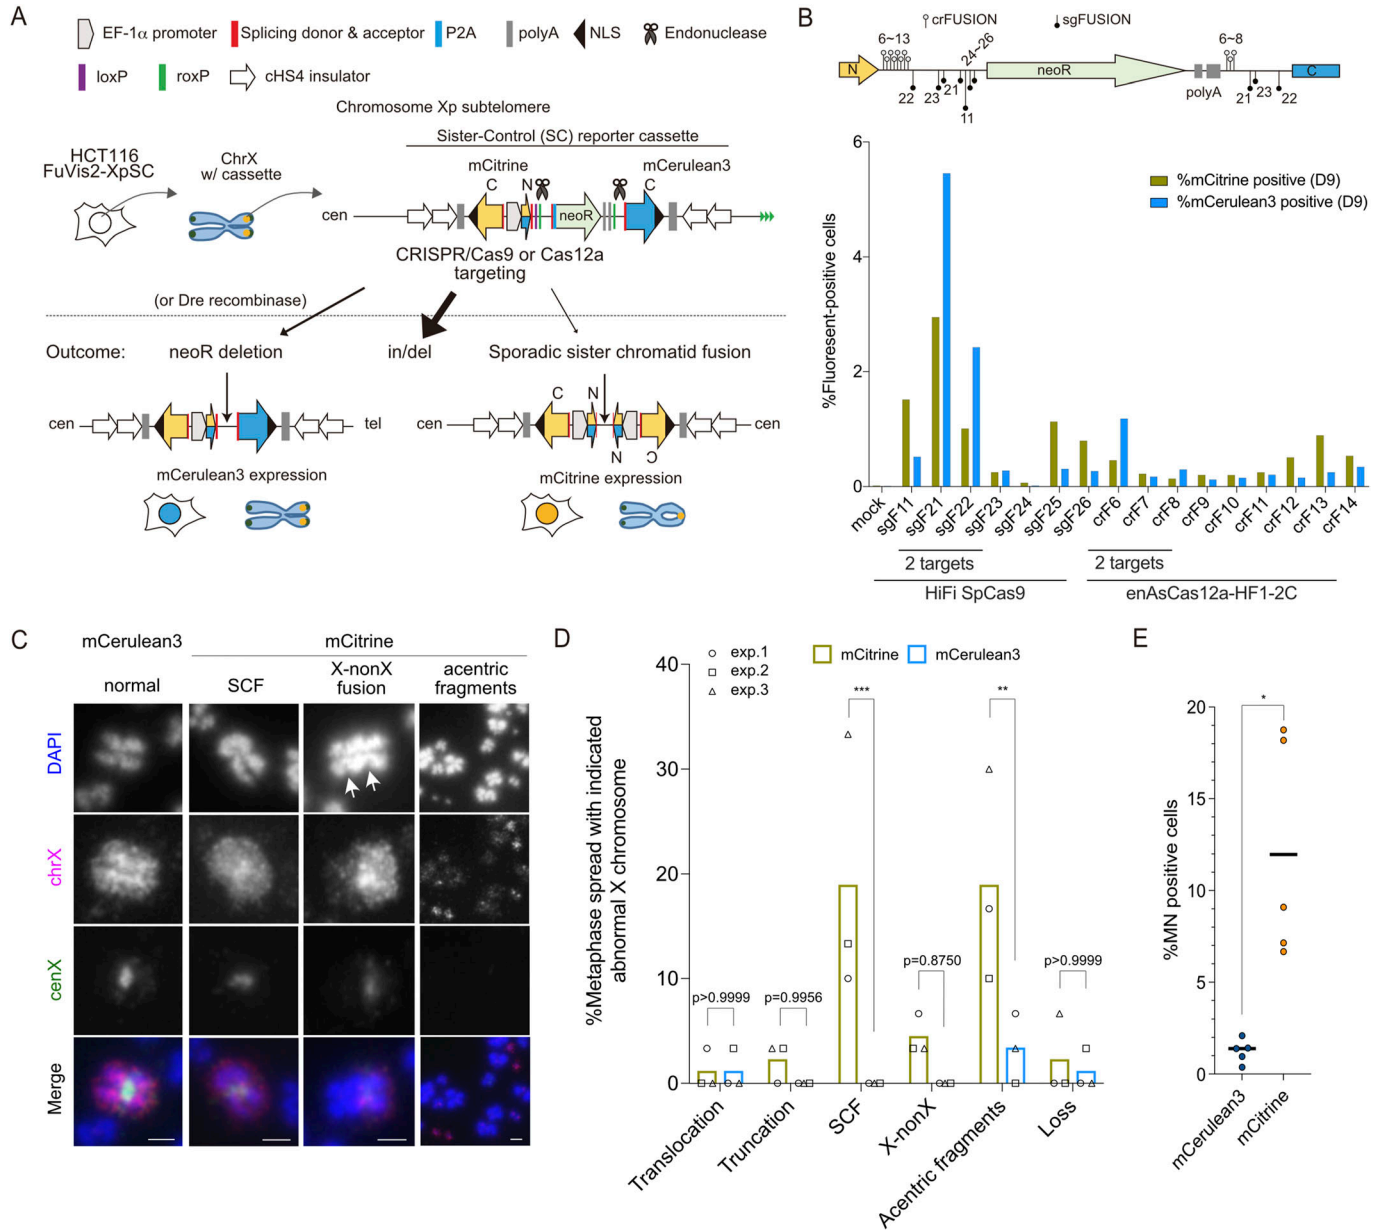 A
EF-1α promoter
Splicing donor & acceptor
P2A
polyA
NLS
Endonuclease
loxP
roxP
cHS4 insulator
Chromosome Xp subtelomere
Sister-Control (SC) reporter cassette
HCT116
FuVis2-XpSC
ChrX
w/ cassette
mCitrine
mCerulean3
C
N
C
cen
neoR
CRISPR/Cas9 or Cas12a
targeting
(or Dre recombinase)
Outcome:
neoR deletion
in/del
Sporadic sister chromatid fusion
C
N
cen
tel
cen
cen
N
C
mCerulean3 expression
mCitrine expression
B
crFUSION
sgFUSION
6~13
24~26
6~8
N
neoR
C
polyA
22
23
21
11
21
23
22
%Fluorescent-positive cells
6
4
2
0
%mCitrine positive (D9)
%mCerulean3 positive (D9)
mock
sgF11
sgF21
sgF22
sgF23
sgF24
sgF25
sgF26
crF6
crF7
crF8
crF9
crF10
crF11
crF12
crF13
crF14
2 targets
2 targets
HiFi SpCas9
enAsCas12a-HF1-2C
C
mCerulean3
mCitrine
normal
SCF
X-nonX
fusion
acentric
fragments
DAPI
chrX
cenX
Merge
D
%Metaphase spread with indicated
abnormal X chromosome
exp.1
exp.2
exp.3
mCitrine
mCerulean3
40
30
20
10
0
p>0.9999
p=0.9956
***
p=0.8750
**
p>0.9999
Translocation
Truncation
SCF
X-nonX
Acentric fragments
Loss
E
%MN positive cells
20
15
10
5
0
*
mCerulean3
mCitrine